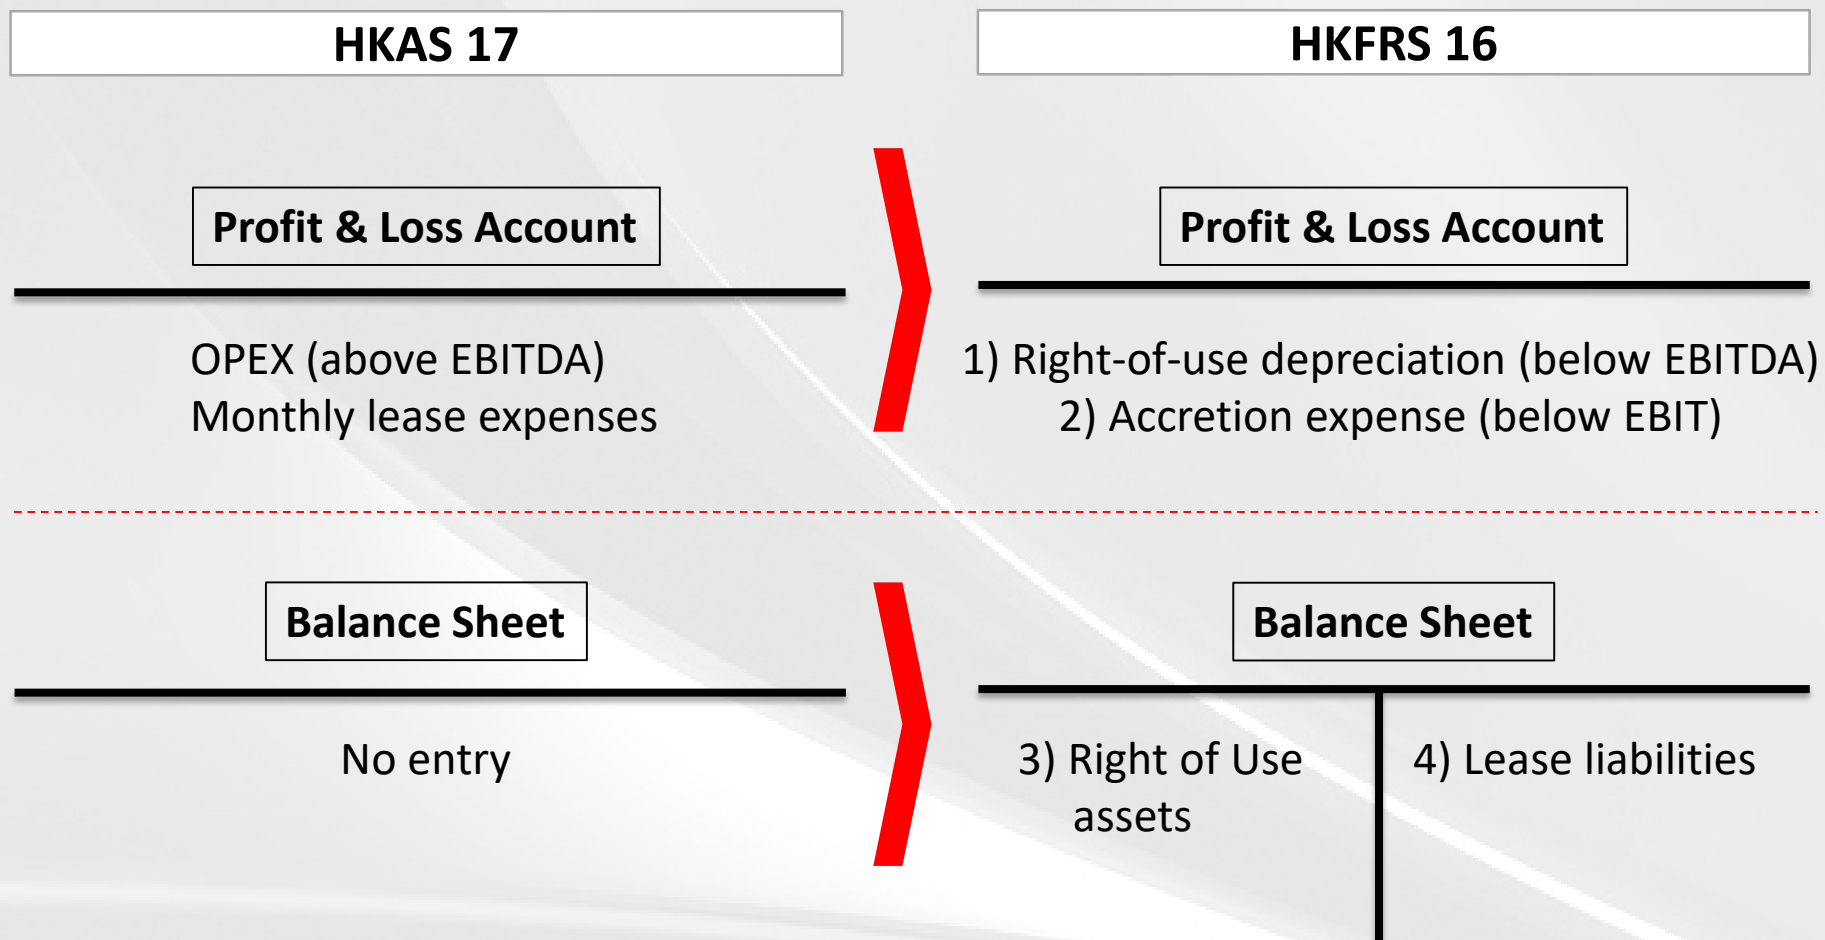 HKAS 17
HKFRS 16
Profit & Loss Account
Profit & Loss Account
OPEX (above EBITDA)
Monthly lease expenses
1) Right-of-use depreciation (below EBITDA)
2) Accretion expense (below EBIT)
Balance Sheet
Balance Sheet
No entry
3) Right of Use
assets
4) Lease liabilities